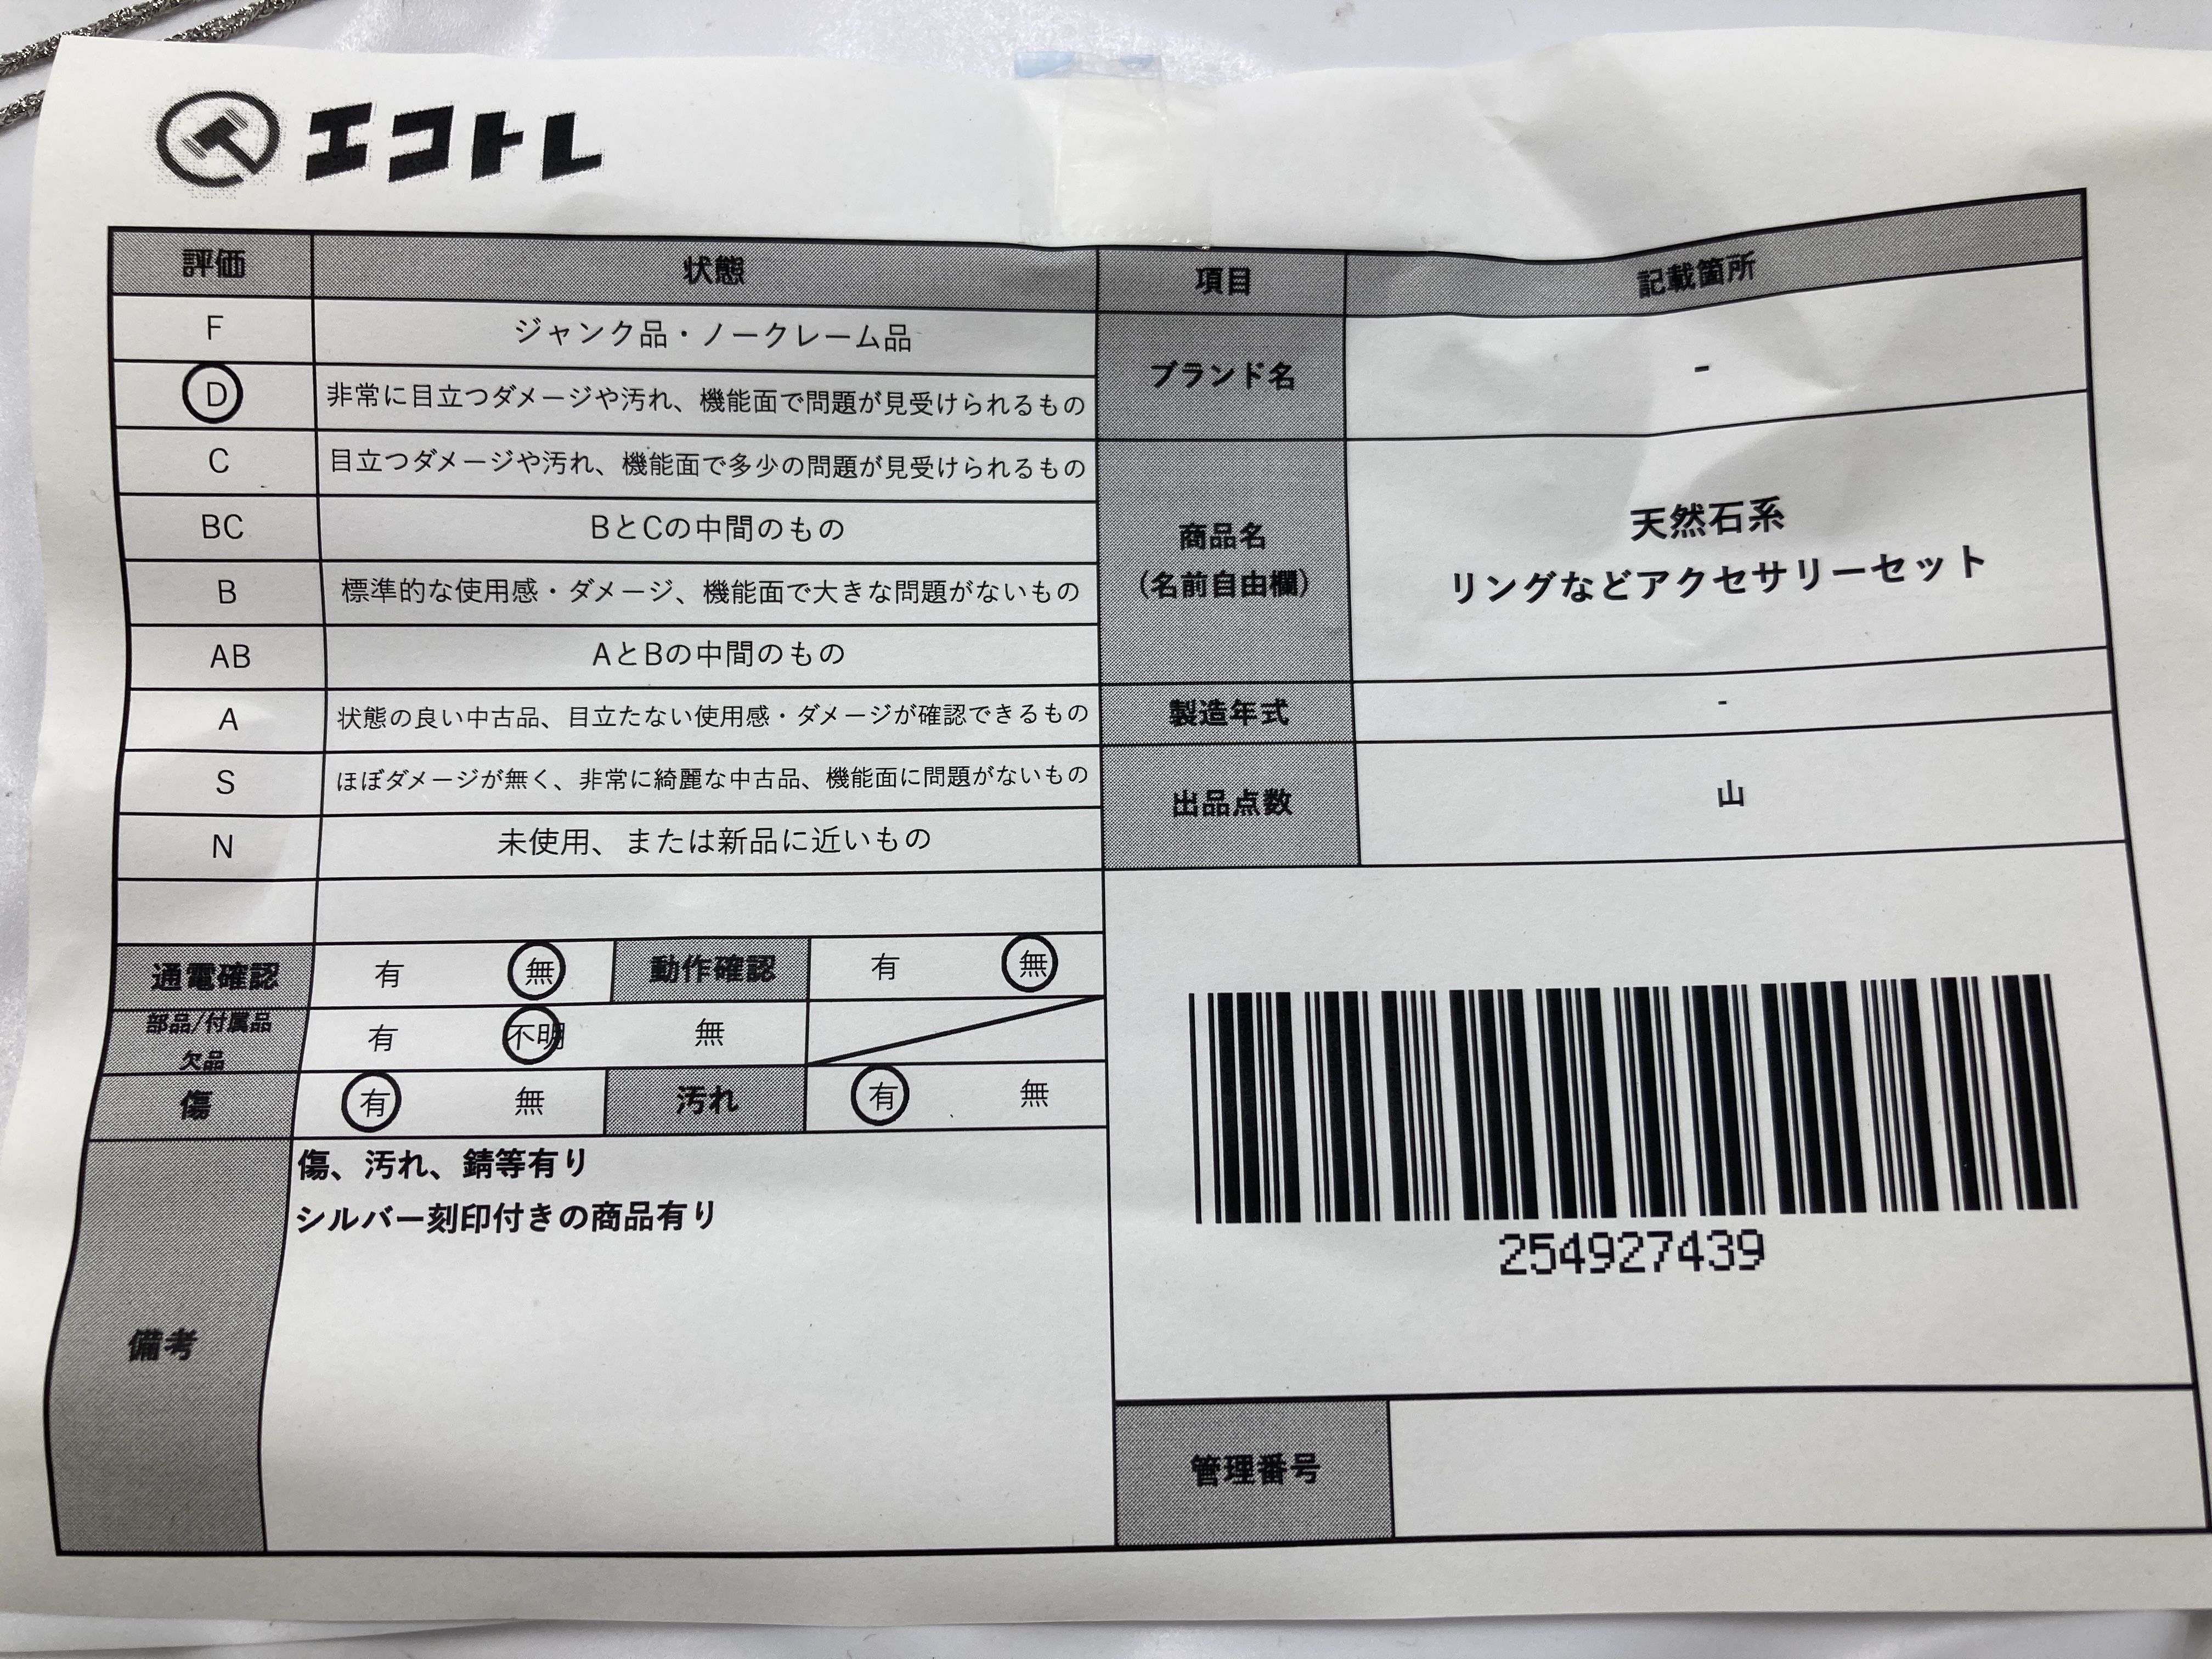 エコトレ
評価 状態 項目 記載箇所
F ジャンク品・ノークレーム品
D 非常に目立つダメージや汚れ、機能面で問題が見受けられるもの
ブランド名 -
C 目立つダメージや汚れ、機能面で多少の問題が見受けられるもの
BC BとCの中間のもの
商品名
(名前自由欄)
天然石系
リングなどアクセサリーセット
B 標準的な使用感・ダメージ、機能面で大きな問題がないもの
AB AとBの中間のもの
A 状態の良い中古品、目立たない使用感・ダメージが確認できるもの
製造年式 -
S ほぼダメージが無く、非常に綺麗な中古品、機能面に問題がないもの
出品点数 山
N 未使用、または新品に近いもの
通電確認 有 無 動作確認 有 無
部品/付属品
欠品
有 不明 無
傷 有 無 汚れ 有 無
備考
傷、汚れ、錆等有り
シルバー刻印付きの商品有り
254927439
管理番号